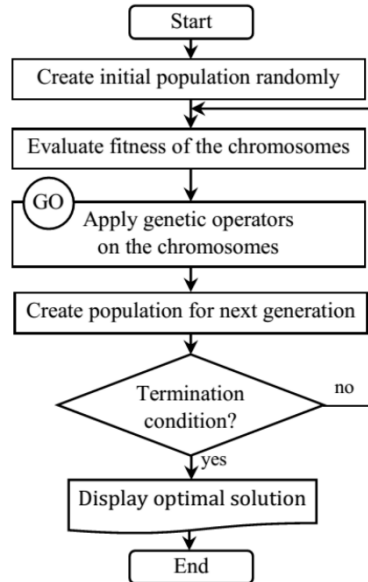 Start
Create initial population randomly
Evaluate fitness of the chromosomes
GO
Apply genetic operators
on the chromosomes
Create population for next generation
Termination
condition?
no
yes
Display optimal solution
End